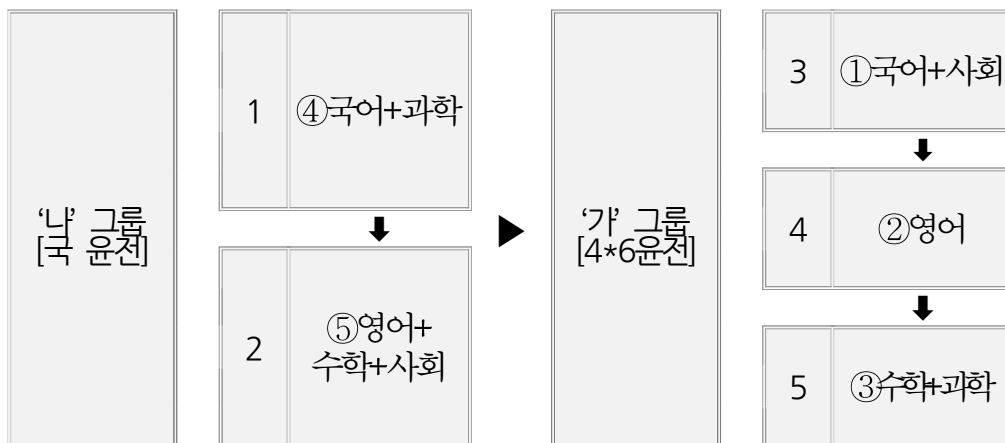 ‘나’ 그룹
[국 윤전]
1
④국어+과학
2
⑤영어+
수학+사회
‘가’ 그룹
[4*6윤전]
3
①국어+사회
4
②영어
5
③수학+과학